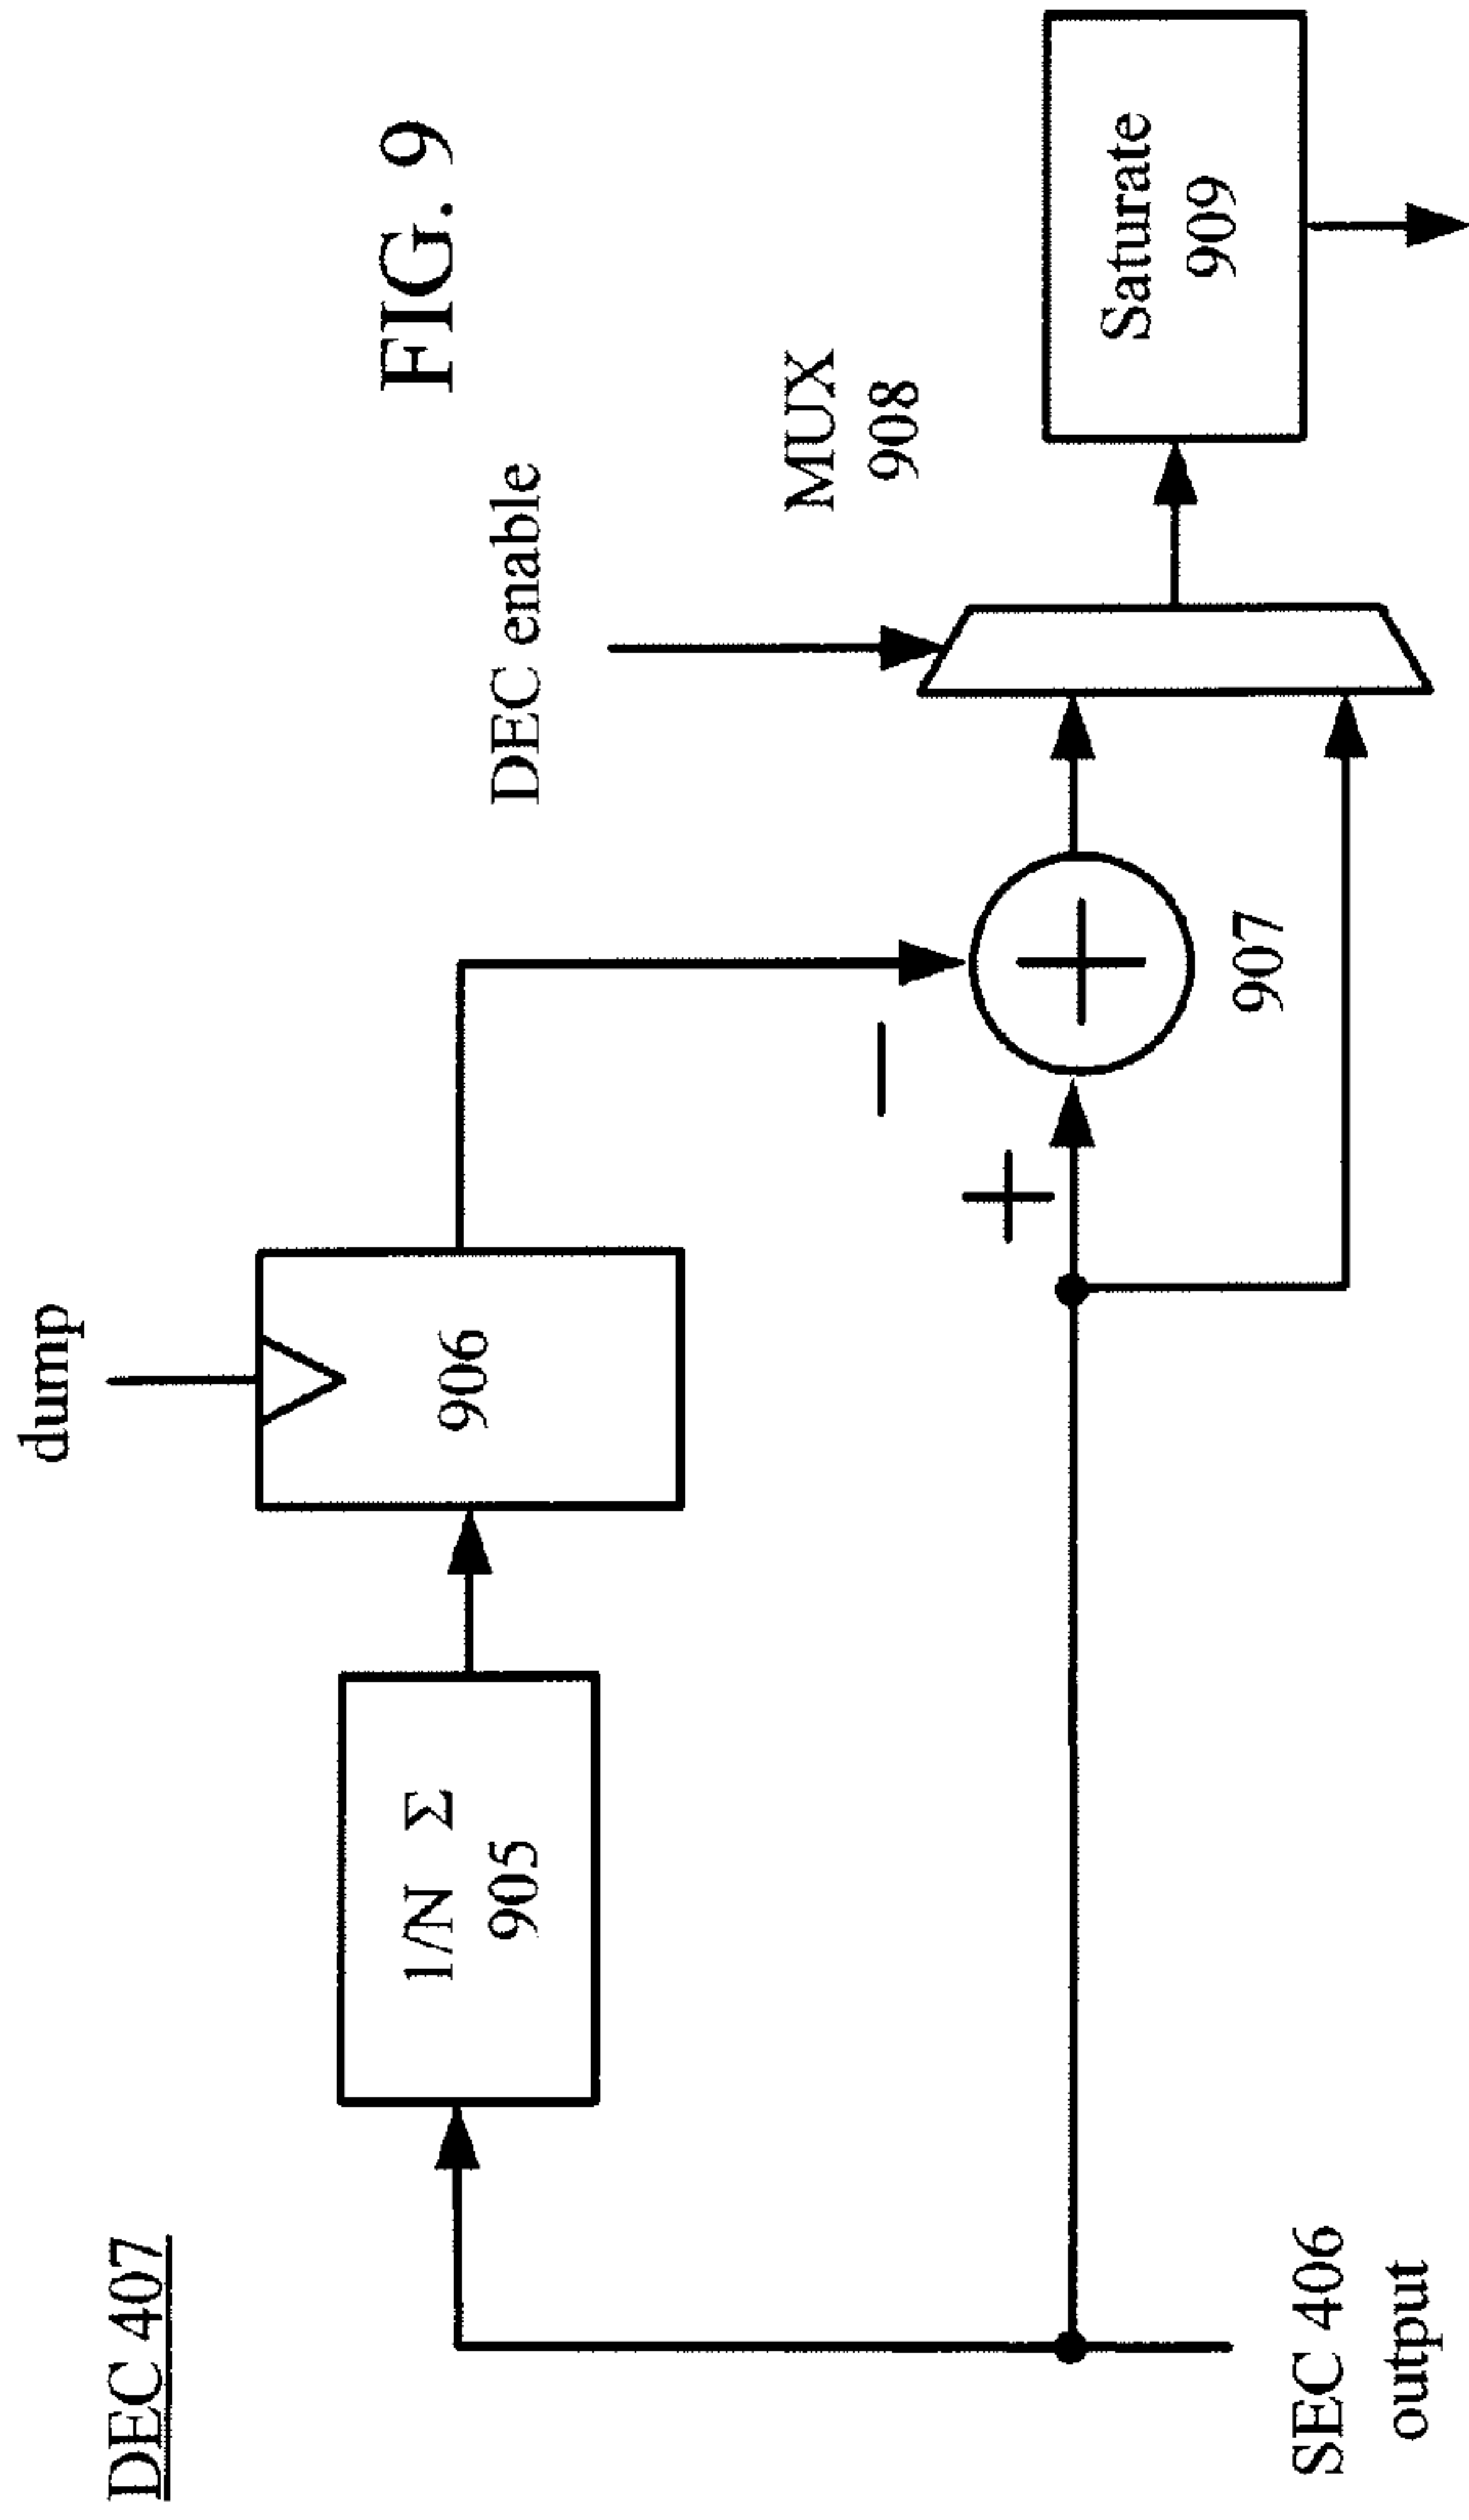 DEC 407
dump
FIG. 9
1/N Σ
905
906
DEC enable
MUX
908
+
−
907
Saturate
909
SEC 406
output